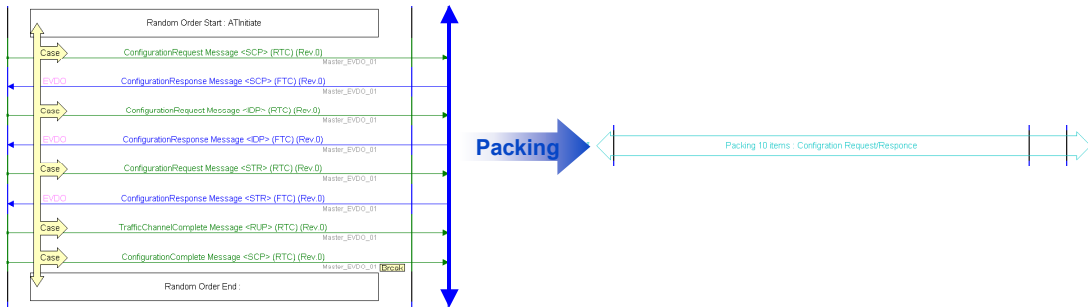 Random Order Start : ATInitiate
Case ConfigurationRequest Message <SCP> (RTC) (Rev.0)
Master_EVDO_01
EVDO ConfigurationResponse Message <SCP> (FTC) (Rev.0)
Master_EVDO_01
Case ConfigurationRequest Message <IDP> (RTC) (Rev.0)
Master_EVDO_01
EVDO ConfigurationResponse Message <IDP> (FTC) (Rev.0)
Master_EVDO_01
Case ConfigurationRequest Message <STR> (RTC) (Rev.0)
Master_EVDO_01
EVDO ConfigurationResponse Message <STR> (FTC) (Rev.0)
Master_EVDO_01
Case TrafficChannelComplete Message <RUP> (RTC) (Rev.0)
Master_EVDO_01
Case ConfigurationComplete Message <SCP> (RTC) (Rev.0)
Master_EVDO_01 Break
Random Order End :
Packing
Packing 10 items : Configration Request/Responce